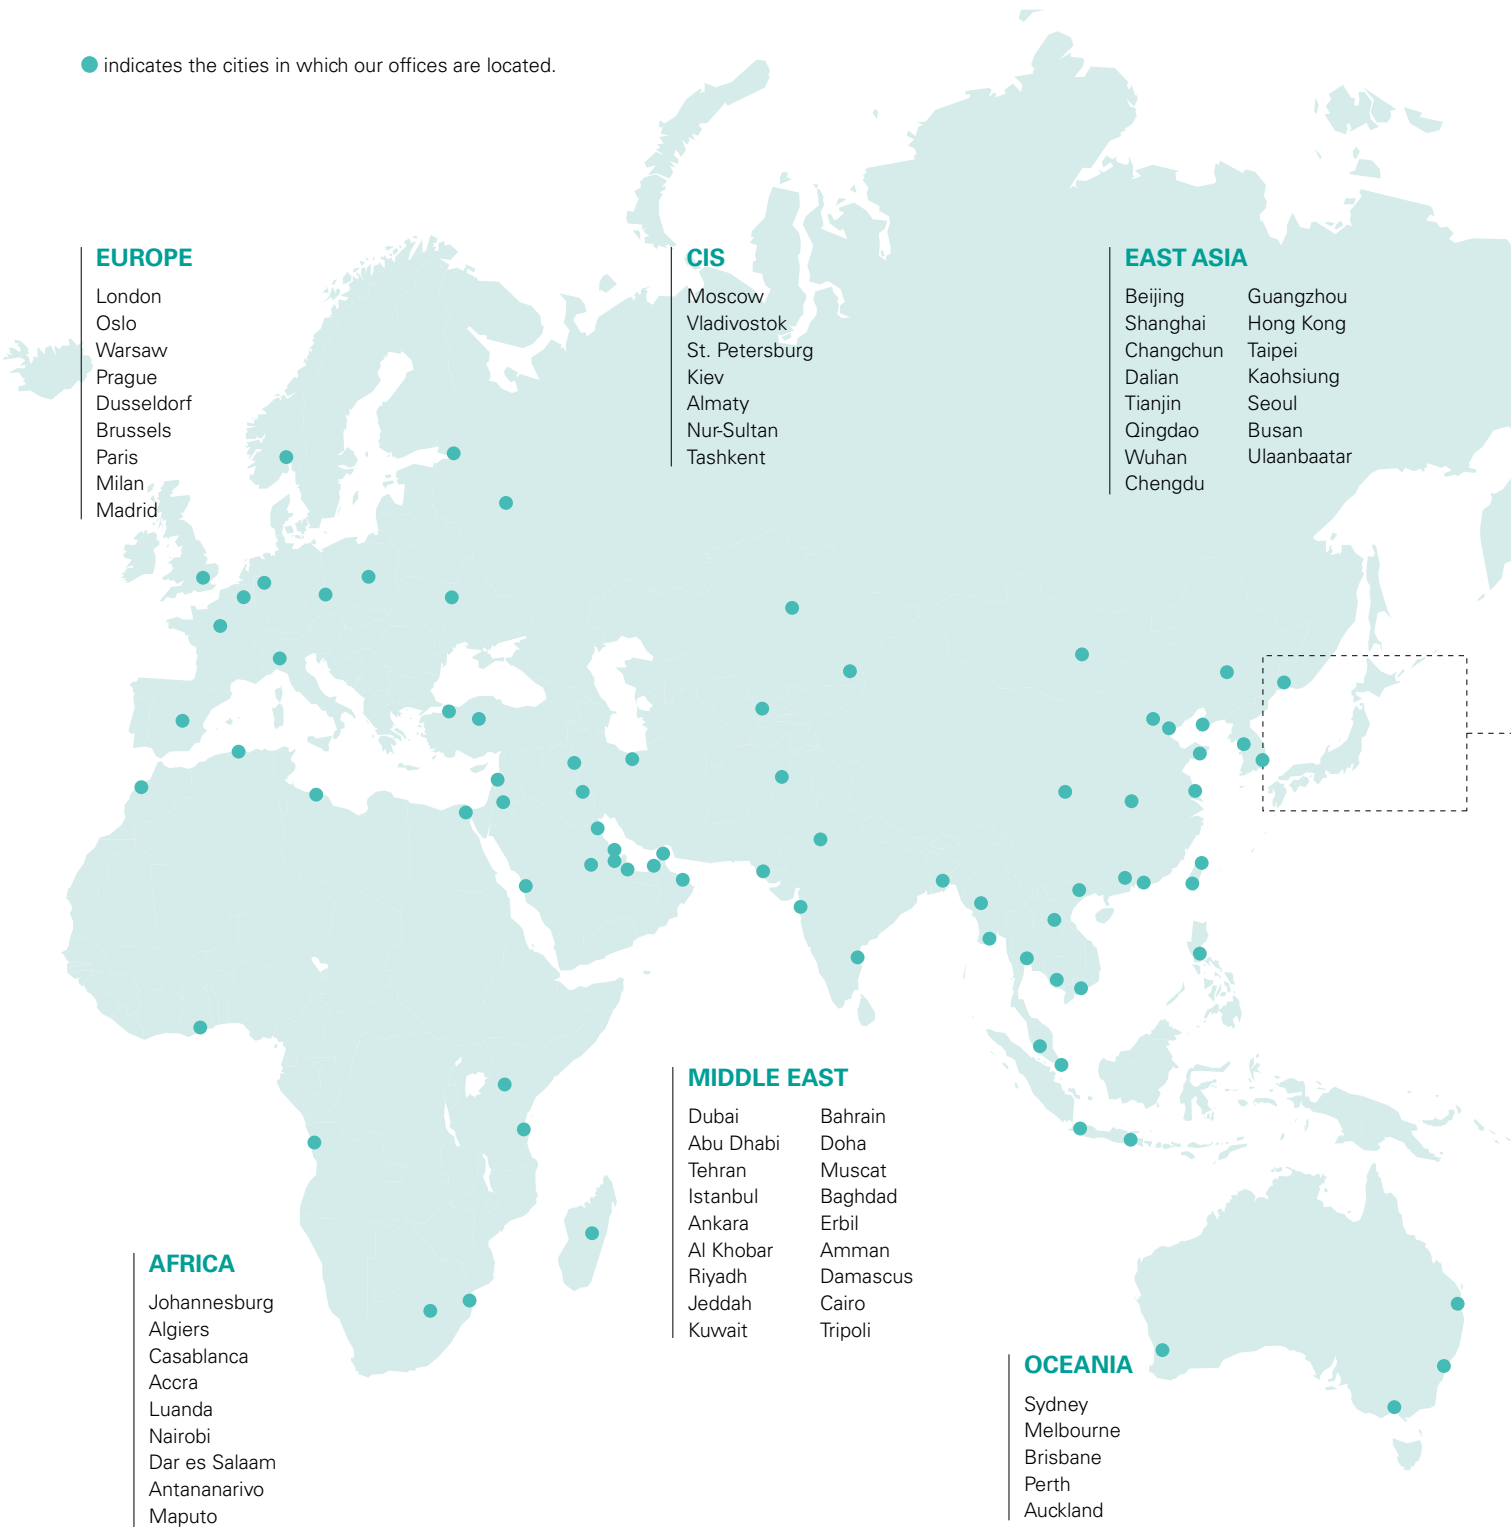 indicates the cities in which our offices are located.
EUROPE
London
Oslo
Warsaw
Prague
Dusseldorf
Brussels
Paris
Milan
Madrid
CIS
Moscow
Vladivostok
St. Petersburg
Kiev
Almaty
Nur-Sultan
Tashkent
EAST ASIA
Beijing
Shanghai
Changchun
Dalian
Tianjin
Qingdao
Wuhan
Chengdu
Guangzhou
Hong Kong
Taipei
Kaohsiung
Seoul
Busan
Ulaanbaatar
MIDDLE EAST
Dubai
Abu Dhabi
Tehran
Istanbul
Ankara
Al Khobar
Riyadh
Jeddah
Kuwait
Bahrain
Doha
Muscat
Baghdad
Erbil
Amman
Damascus
Cairo
Tripoli
AFRICA
Johannesburg
Algiers
Casablanca
Accra
Luanda
Nairobi
Dar es Salaam
Antananarivo
Maputo
OCEANIA
Sydney
Melbourne
Brisbane
Perth
Auckland